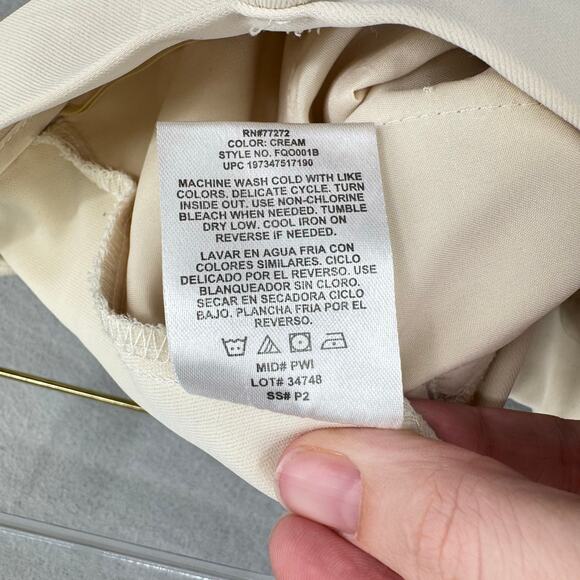 RN#77272
COLOR: CREAM
STYLE NO. FQO001B
UPC 197347517190
MACHINE WASH COLD WITH LIKE
COLORS. DELICATE CYCLE. TURN
INSIDE OUT. USE NON-CHLORINE
BLEACH WHEN NEEDED. TUMBLE
DRY LOW. COOL IRON ON
REVERSE IF NEEDED.
LAVAR EN AGUA FRIA CON
COLORES SIMILARES. CICLO
DELICADO POR EL REVERSO. USE
BLANQUEADOR SIN CLORO.
SECAR EN SECADORA CICLO
BAJO. PLANCHA FRIA POR EL
REVERSO.
MID# PWI
LOT# 34748
SS# P2